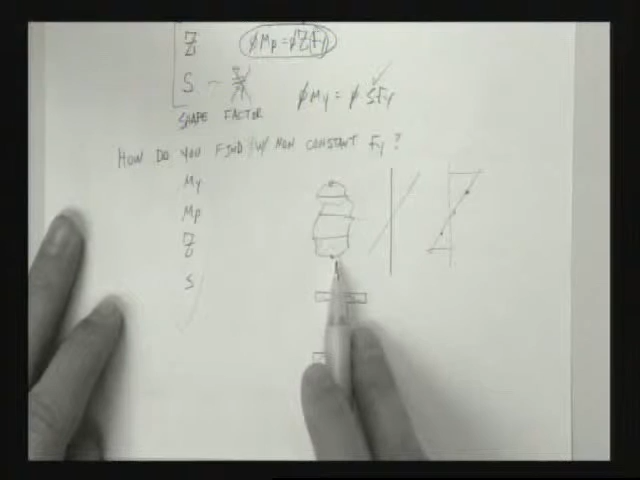 Z φMp = φZFy
S -
φMy = φ SFy
SHAPE FACTOR
HOW DO YOU FIND W/ NON CONSTANT Fy?
My
Mp
Z
S